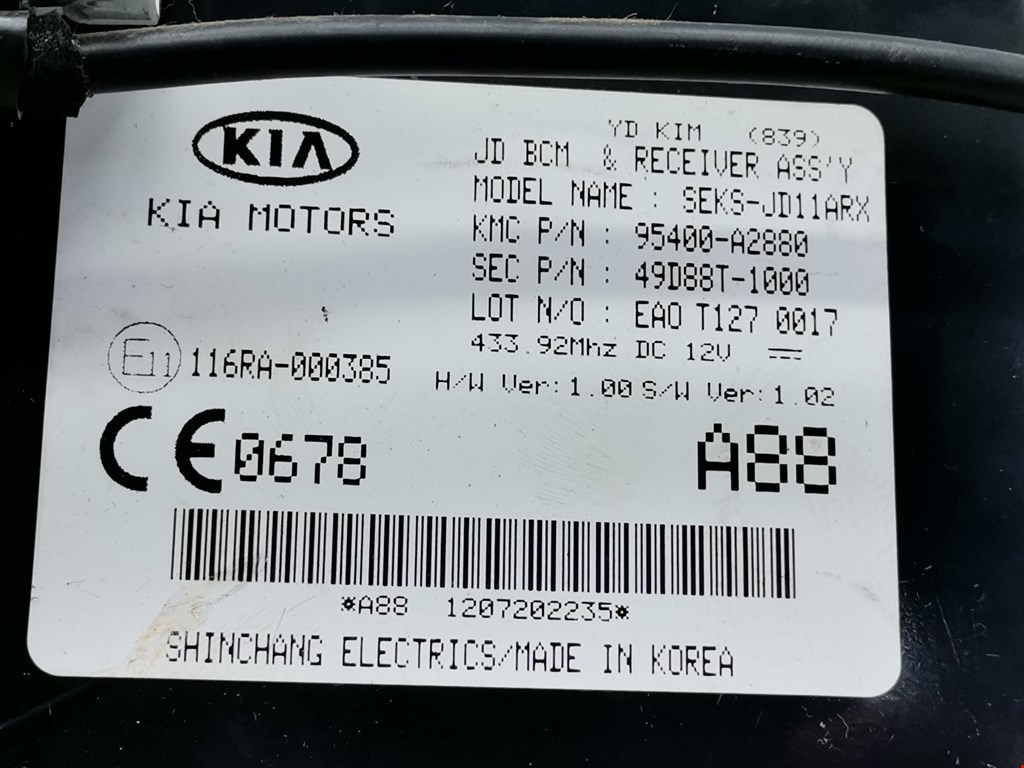 KIA
KIA MOTORS
YD KIM (839)
JD BCM & RECEIVER ASS'Y
MODEL NAME : SEKS-JD11ARX
KMC P/N : 95400-A2880
SEC P/N : 49D88T-1000
LOT N/O : EAO T127 0017
433.92Mhz DC 12V
H/W Ver:1.00 S/W Ver:1.02
E11 116RA-000385
CE0678
A88
*A88 1207202235*
SHINCHANG ELECTRICS/MADE IN KOREA